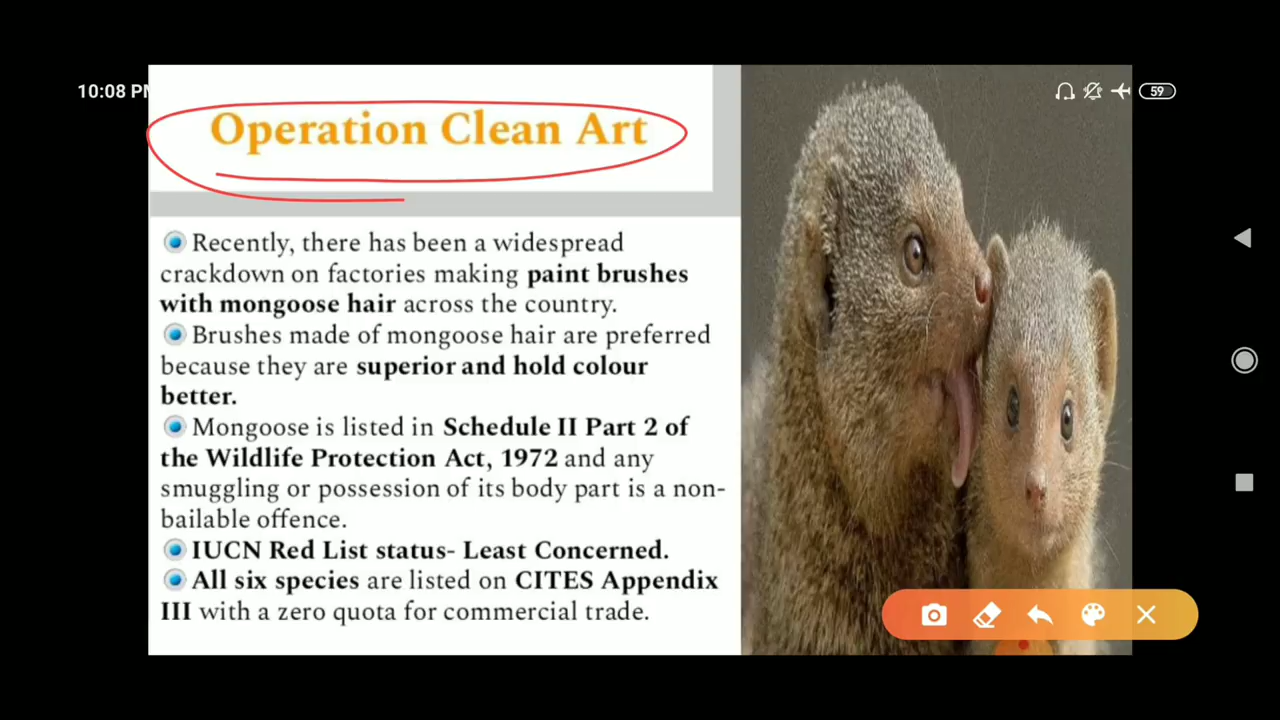 10:08 PM
59
Operation Clean Art
Recently, there has been a widespread
crackdown on factories making paint brushes
with mongoose hair across the country.
Brushes made of mongoose hair are preferred
because they are superior and hold colour
better.
Mongoose is listed in Schedule II Part 2 of
the Wildlife Protection Act, 1972 and any
smuggling or possession of its body part is a non-
bailable offence.
IUCN Red List status- Least Concerned.
All six species are listed on CITES Appendix
III with a zero quota for commercial trade.